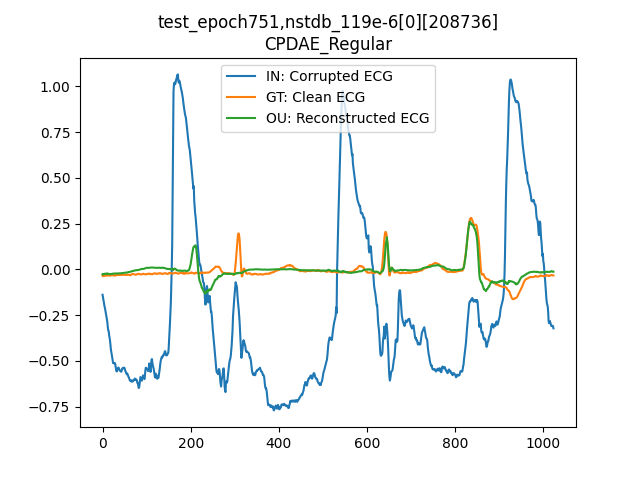 test_epoch751,nstdb_119e-6[0][208736]
CPDAE_Regular
IN: Corrupted ECG
GT: Clean ECG
OU: Reconstructed ECG
1.00
0.75
0.50
0.25
0.00
−0.25
−0.50
−0.75
0 200 400 600 800 1000